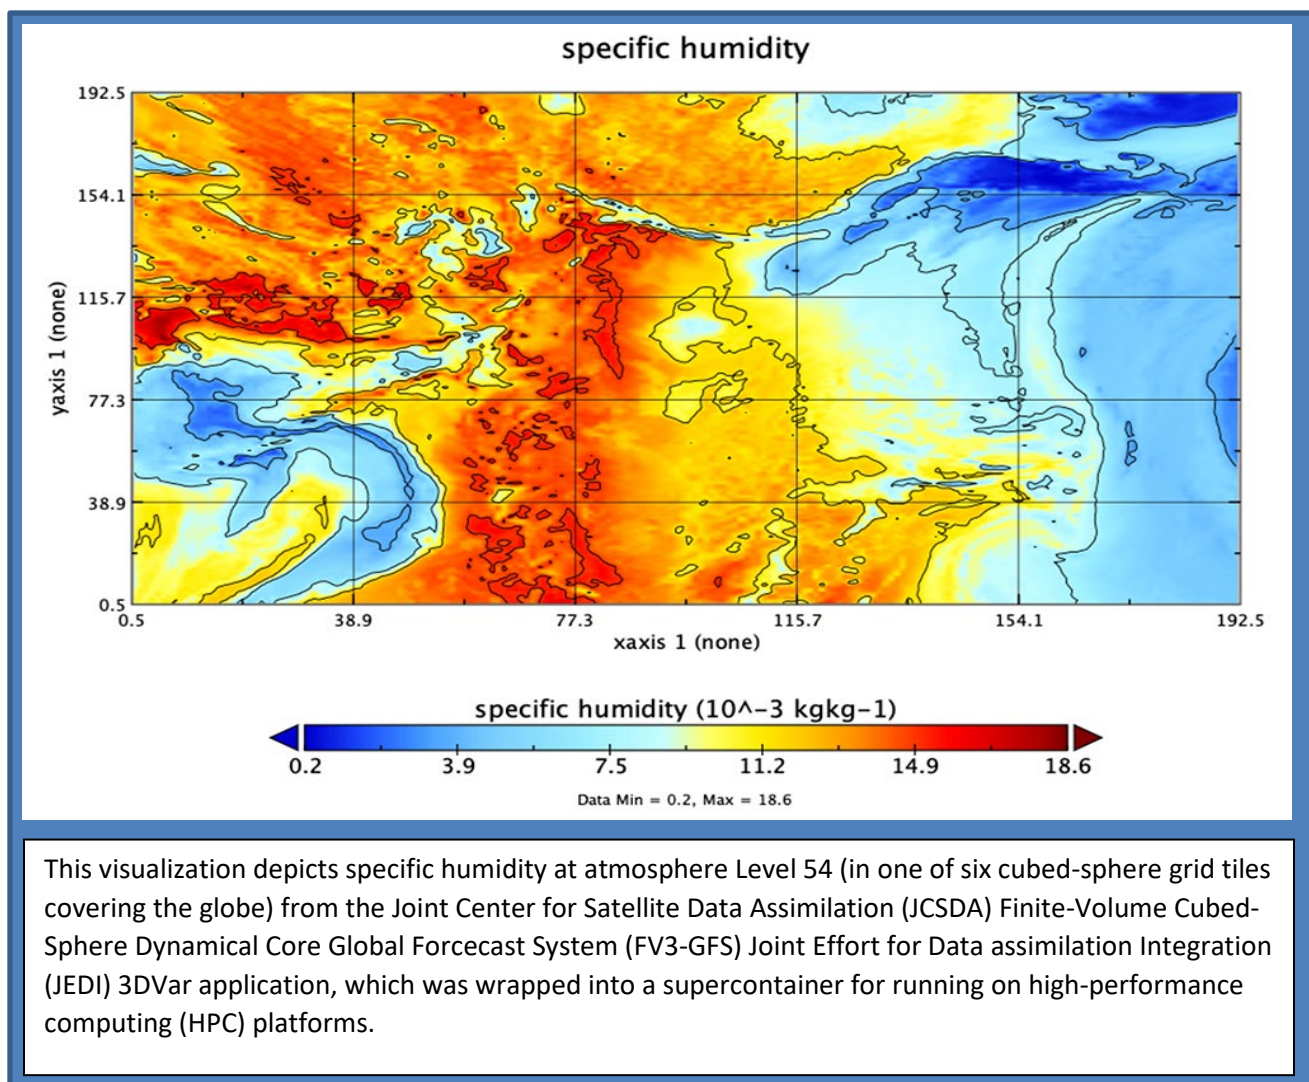 specific humidity
192.5
154.1
115.7
77.3
38.9
0.5
yaxis 1 (none)
0.5 38.9 77.3 115.7 154.1 192.5
xaxis 1 (none)
specific humidity (10^-3 kgkg-1)
0.2 3.9 7.5 11.2 14.9 18.6
Data Min = 0.2, Max = 18.6
This visualization depicts specific humidity at atmosphere Level 54 (in one of six cubed-sphere grid tiles
covering the globe) from the Joint Center for Satellite Data Assimilation (JCSDA) Finite-Volume Cubed-
Sphere Dynamical Core Global Forcecast System (FV3-GFS) Joint Effort for Data assimilation Integration
(JEDI) 3DVar application, which was wrapped into a supercontainer for running on high-performance
computing (HPC) platforms.